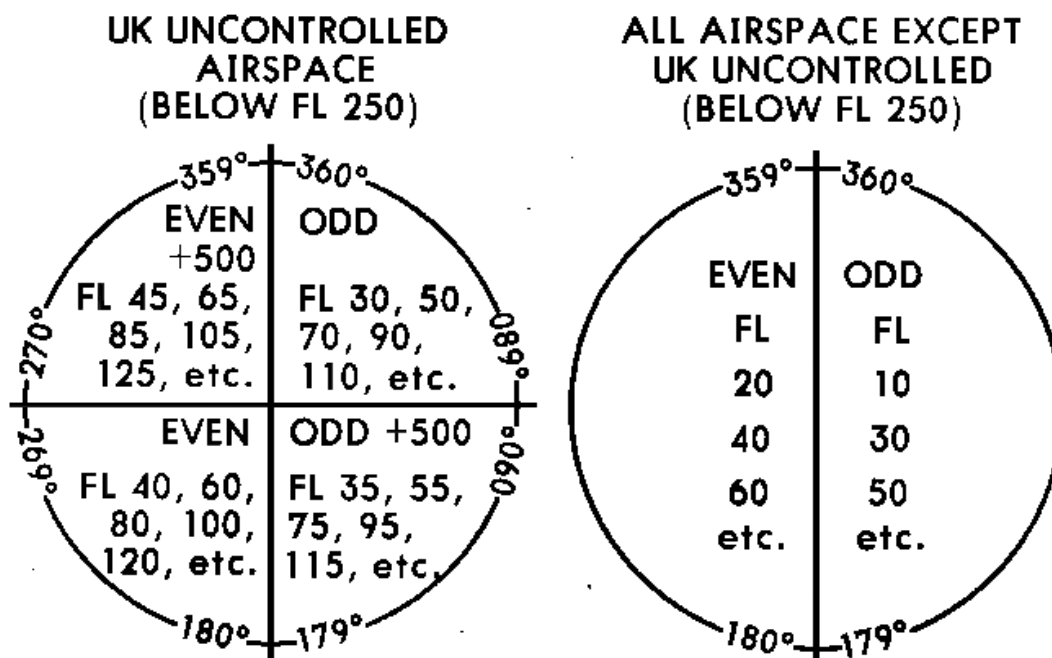 UK UNCONTROLLED
AIRSPACE
(BELOW FL 250)
359° 360°
EVEN
+500
FL 45, 65,
85, 105,
125, etc.
ODD
FL 30, 50,
70, 90,
110, etc.
270° 089°
269° 090°
EVEN
FL 40, 60,
80, 100,
120, etc.
ODD +500
FL 35, 55,
75, 95,
115, etc.
180° 179°
ALL AIRSPACE EXCEPT
UK UNCONTROLLED
(BELOW FL 250)
359° 360°
EVEN
FL
20
40
60
etc.
ODD
FL
10
30
50
etc.
180° 179°